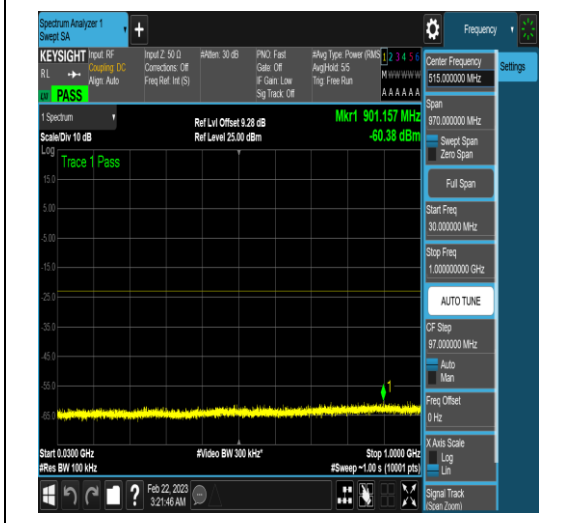 Spectrum Analyzer 1
Swept SA
+
Frequency
KEYSIGHT
Input: RF
Coupling: DC
Align: Auto
Input Z: 50 Ω
Corrections: Off
Freq Ref: Int (S)
#Atten: 30 dB
PNO: Fast
Gate: Off
IF Gain: Low
Sig Track: Off
#Avg Type: Power (RMS
Avg|Hold: 5/5
Trig: Free Run
1 2 3 4 5 6
M W W W W W
A A A A A A
RL
PASS
1 Spectrum
Scale/Div 10 dB
Ref Lvl Offset 9.28 dB
Ref Level 25.00 dBm
Mkr1 901.157 MHz
-60.38 dBm
Log
Trace 1 Pass
15.0
5.00
-5.00
-15.0
-25.0
-35.0
-45.0
-55.0
-65.0
1
Start 0.0300 GHz
#Res BW 100 kHz
#Video BW 300 kHz*
Stop 1.0000 GHz
#Sweep ~1.00 s (10001 pts)
?
Feb 22, 2023
3:21:46 AM
Center Frequency
515.000000 MHz
Settings
Span
970.000000 MHz
Swept Span
Zero Span
Full Span
Start Freq
30.000000 MHz
Stop Freq
1.000000000 GHz
AUTO TUNE
CF Step
97.000000 MHz
Auto
Man
Freq Offset
0 Hz
X Axis Scale
Log
Lin
Signal Track
(Span Zoom)